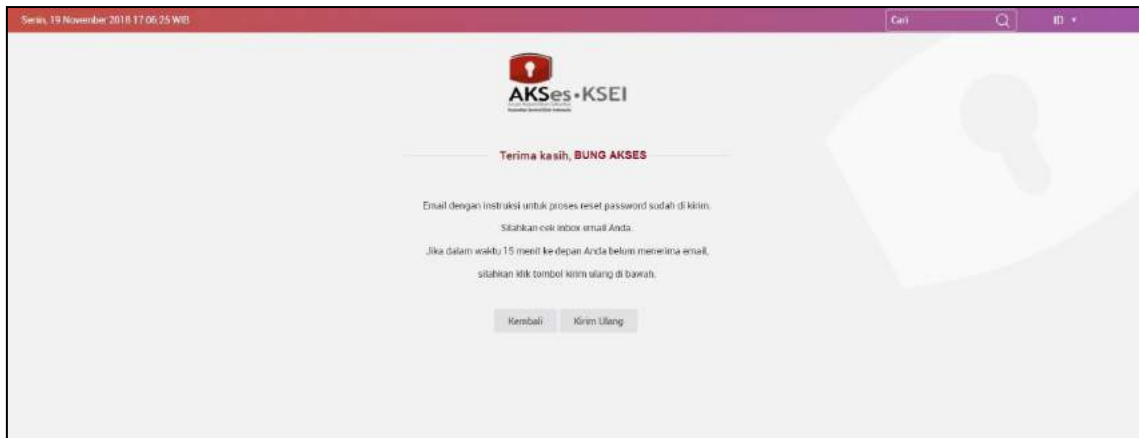 Senin, 19 November 2018 17:06:25 WIB
Cari
ID
AKSes·KSEI
Terima kasih, BUNG AKSES
Email dengan instruksi untuk proses reset password sudah di kirim.
Silahkan cek inbox email Anda.
Jika dalam waktu 15 menit ke depan Anda belum menerima email,
silahkan klik tombol kirim ulang di bawah.
Kembali
Kirim Ulang